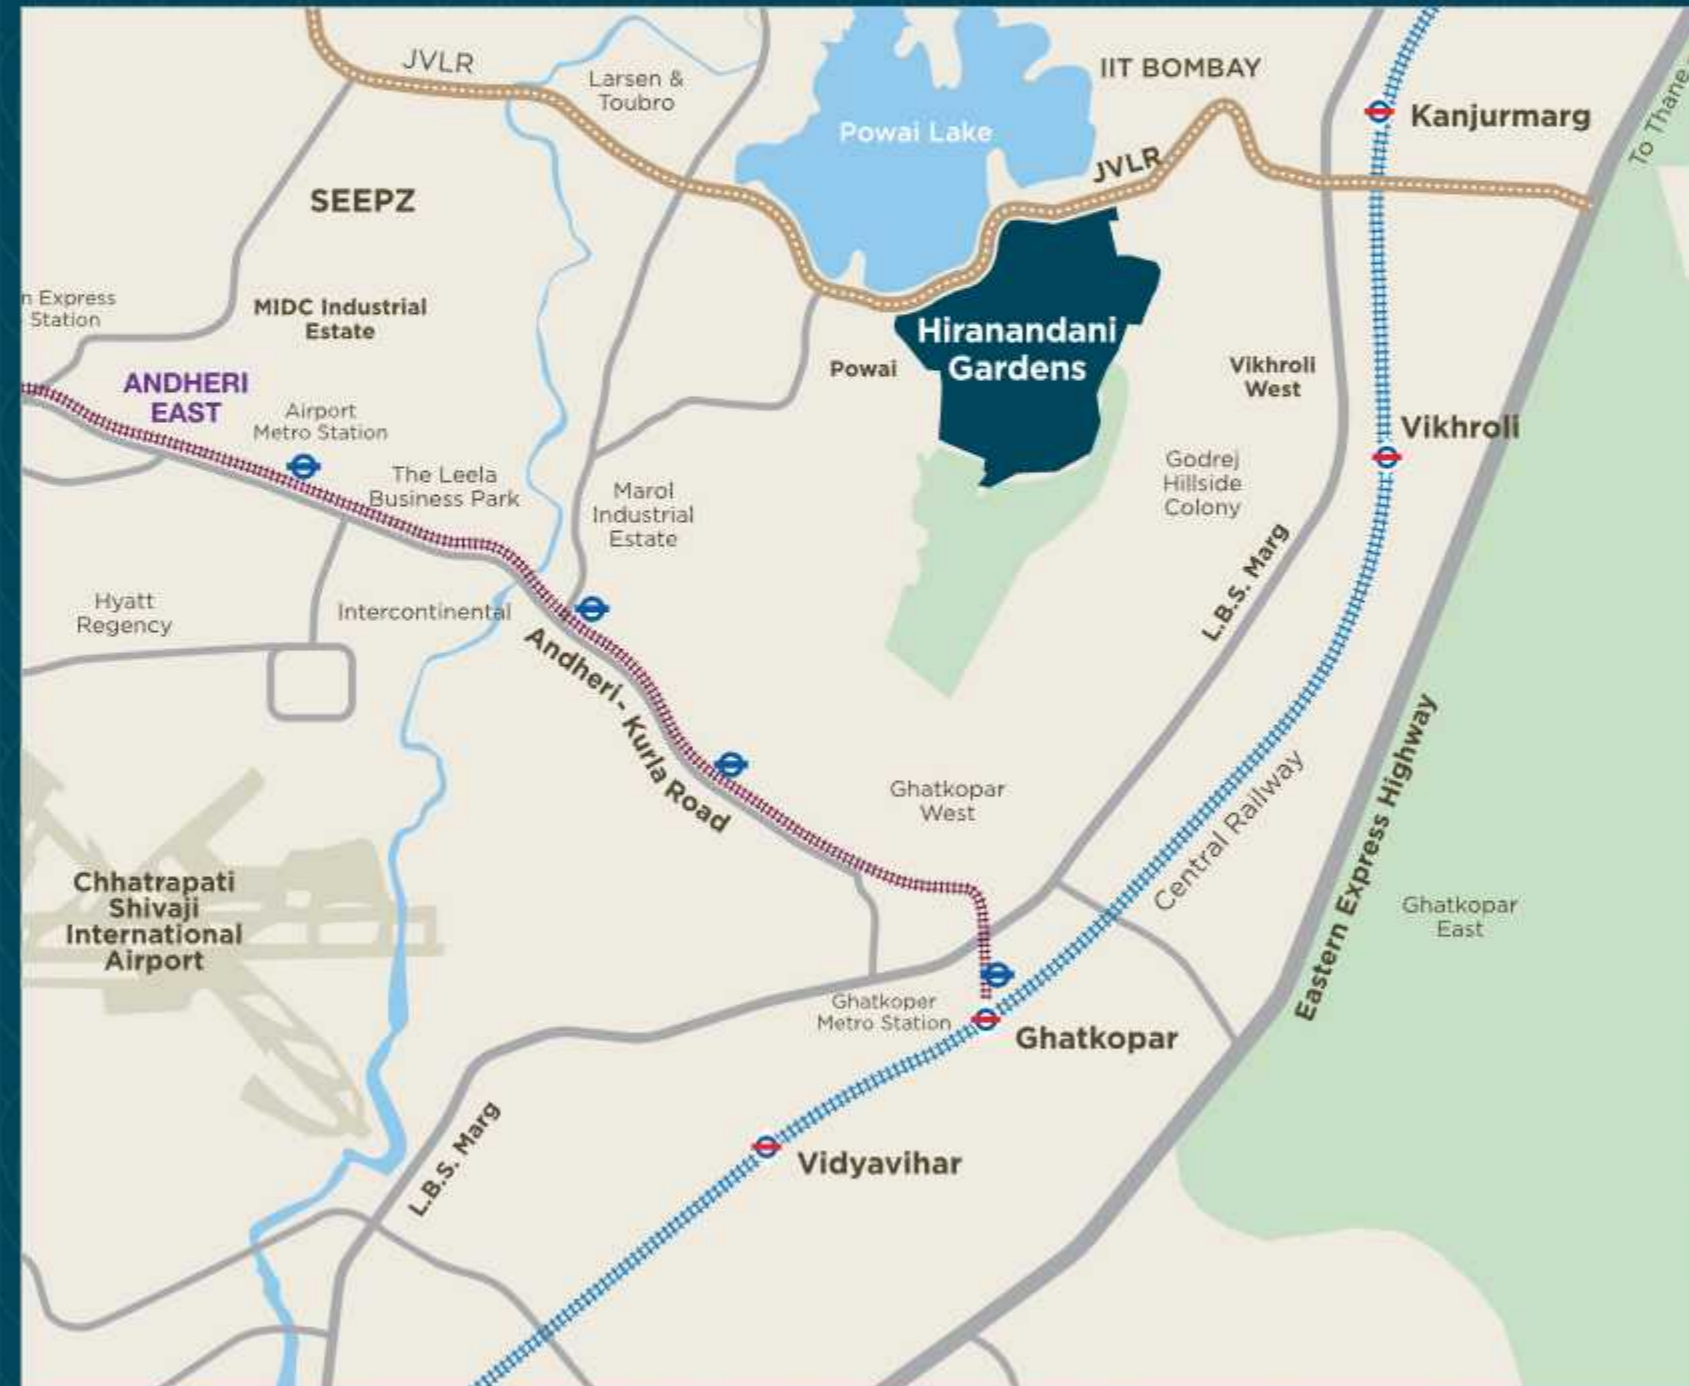 JVLR
Larsen &
Toubro
Powai Lake
IIT BOMBAY
Kanjurmarg
To Thane
JVLR
SEEPZ
n Express
Station
MIDC Industrial
Estate
Hiranandani
Gardens
Powai
Vikhroli
West
ANDHERI
EAST
Airport
Metro Station
Vikhroli
The Leela
Business Park
Marol
Industrial
Estate
Godrej
Hillside
Colony
L.B.S. Marg
Hyatt
Regency
Intercontinental
Andheri - Kurla Road
Ghatkopar
West
Central Railway
Eastern Express Highway
Chhatrapati
Shivaji
International
Airport
Ghatkopar
East
Ghatkoper
Metro Station
Ghatkopar
L.B.S. Marg
Vidyavihar